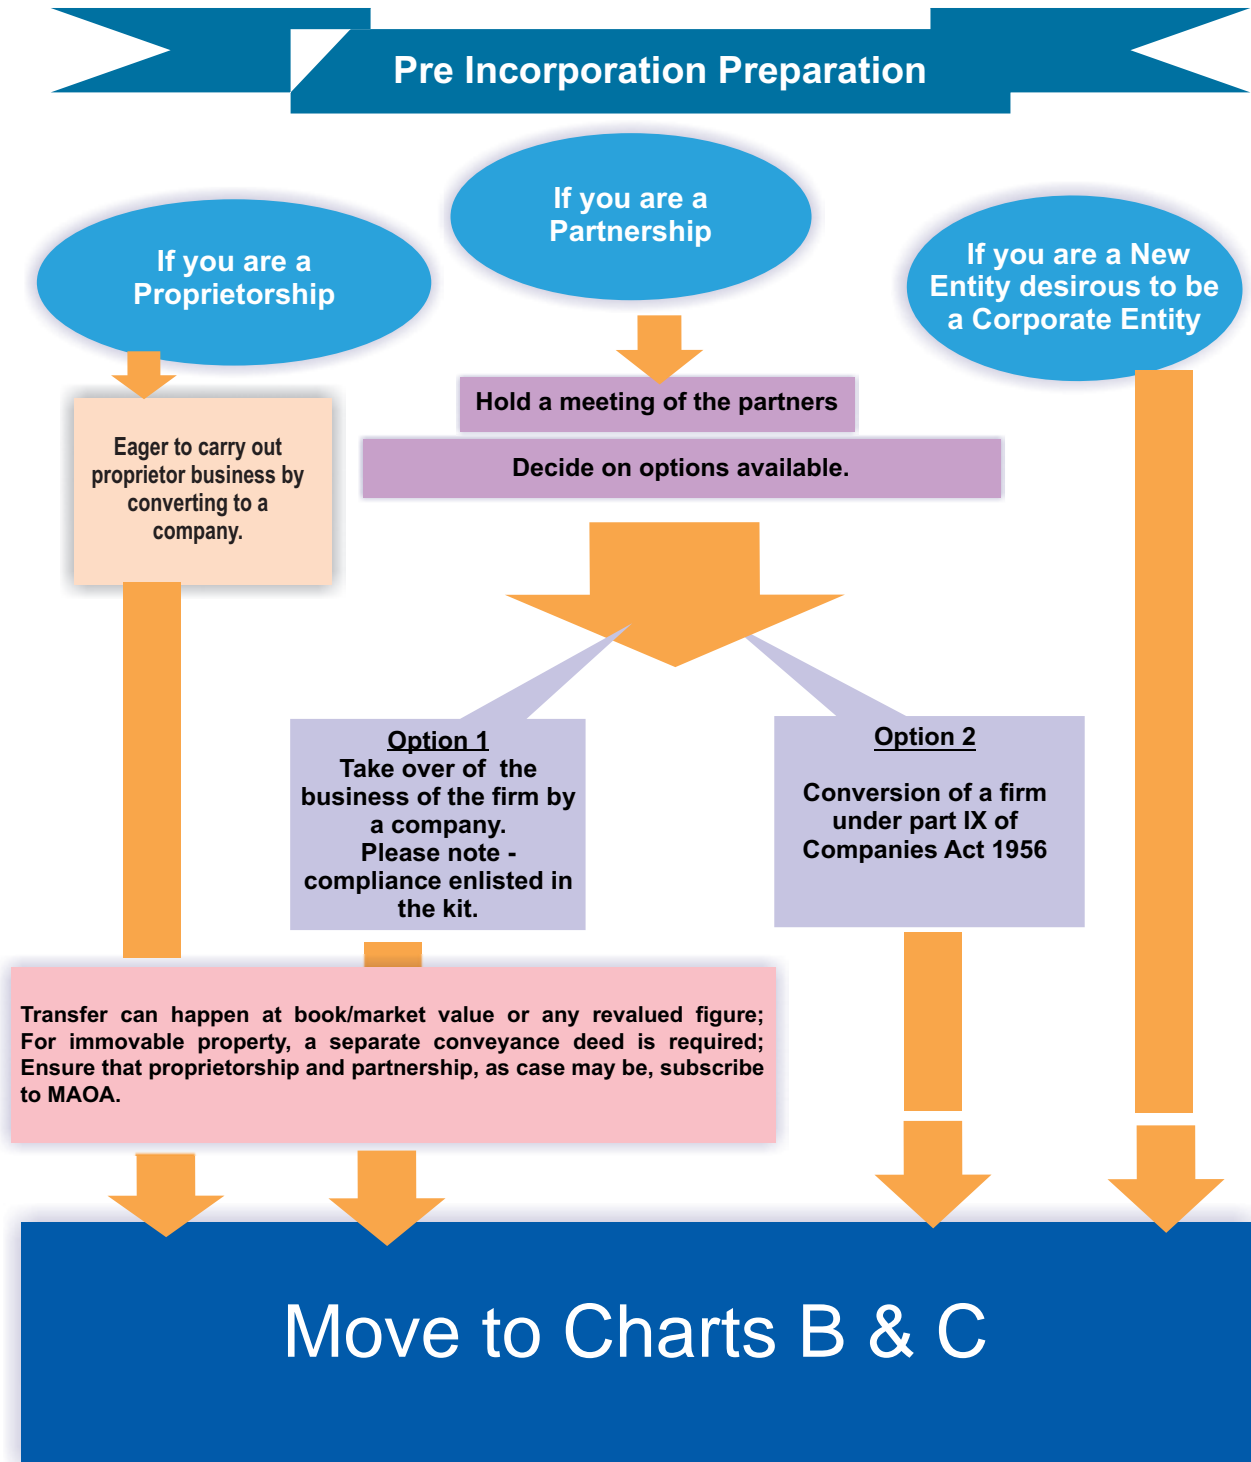 Pre Incorporation Preparation
If you are a
Proprietorship
If you are a
Partnership
If you are a New
Entity desirous to be
a Corporate Entity
Eager to carry out
proprietor business by
converting to a
company.
Hold a meeting of the partners
Decide on options available.
Option 1
Take over of the
business of the firm by
a company.
Please note -
compliance enlisted in
the kit.
Option 2
Conversion of a firm
under part IX of
Companies Act 1956
Transfer can happen at book/market value or any revalued figure;
For immovable property, a separate conveyance deed is required;
Ensure that proprietorship and partnership, as case may be, subscribe
to MAOA.
Move to Charts B & C